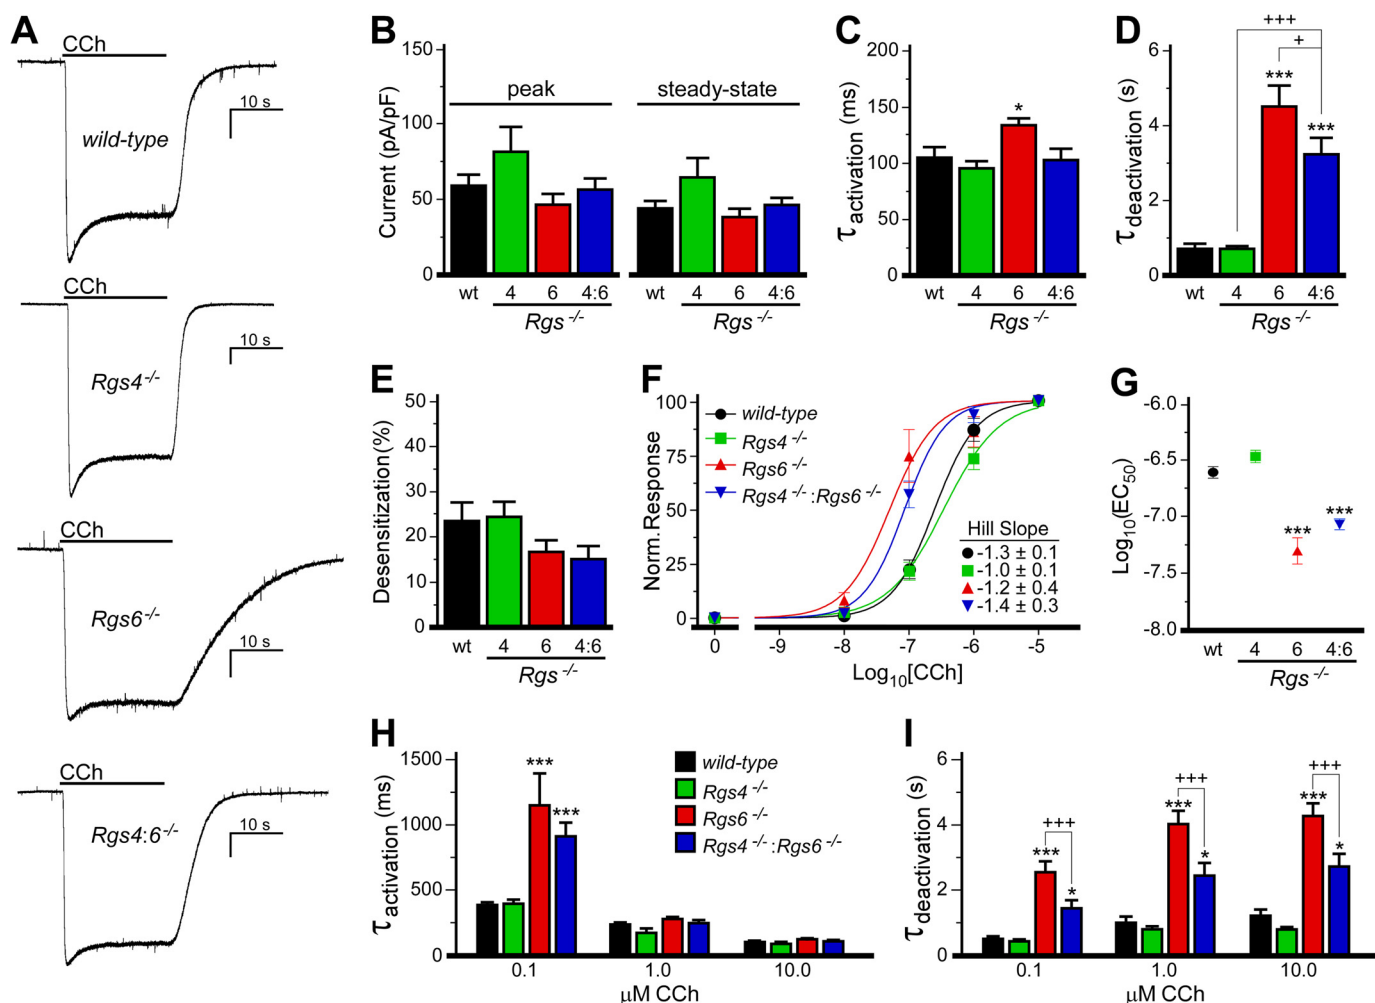 A
CCh
10 s
wild-type
CCh
10 s
Rgs4 -/-
CCh
Rgs6 -/-
10 s
CCh
10 s
Rgs4:6 -/-
B
Current (pA/pF)
150
100
50
0
peak
steady-state
wt 4 6 4:6
wt 4 6 4:6
Rgs -/-
Rgs -/-
C
τactivation (ms)
200
150
100
50
0
*
wt 4 6 4:6
Rgs -/-
D
τdeactivation (s)
6
4
2
0
+++
+
***
***
wt 4 6 4:6
Rgs -/-
E
Desensitization(%)
50
40
30
20
10
0
wt 4 6 4:6
Rgs -/-
F
Norm. Response
100
75
50
25
0
wild-type
Rgs4 -/-
Rgs6 -/-
Rgs4 -/- :Rgs6 -/-
Hill Slope
-1.3 ± 0.1
-1.0 ± 0.1
-1.2 ± 0.4
-1.4 ± 0.3
0 -9 -8 -7 -6 -5
Log10[CCh]
G
Log10(EC50)
-6.0
-6.5
-7.0
-7.5
-8.0
***
***
wt 4 6 4:6
Rgs -/-
H
τactivation (ms)
1500
1000
500
0
***
***
wild-type
Rgs4 -/-
Rgs6 -/-
Rgs4 -/- :Rgs6 -/-
0.1 1.0 10.0
μM CCh
I
τdeactivation (s)
6
4
2
0
+++
***
*
+++
***
*
+++
***
*
0.1 1.0 10.0
μM CCh